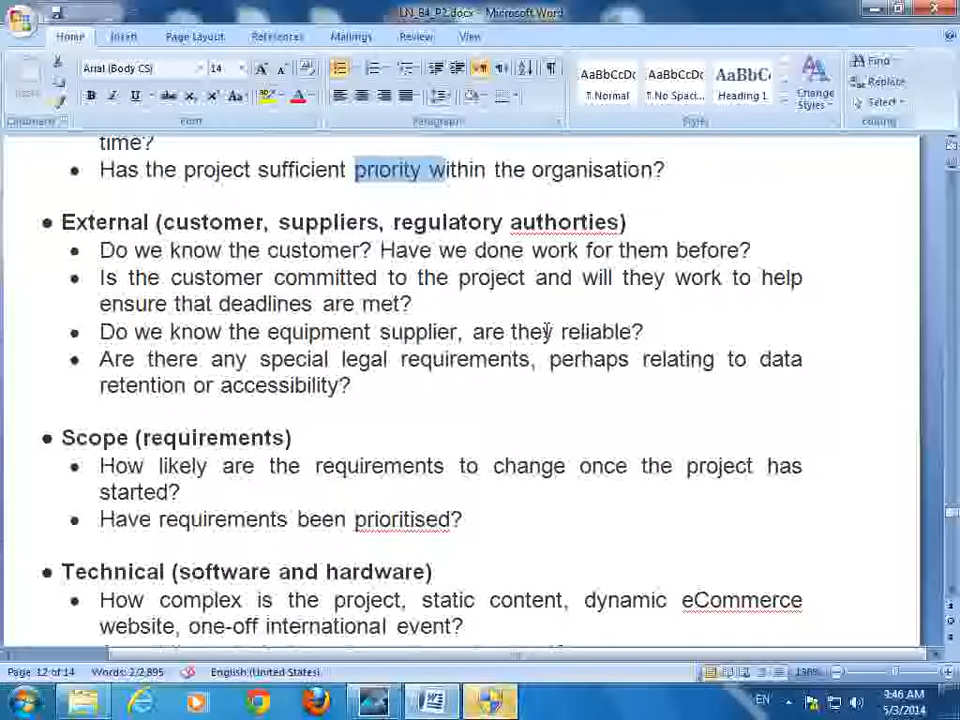 LN_B4_P2.docx - Microsoft Word
Home Insert Page Layout References Mailings Review View
Arial (Body CS) 14
AaBbCcDc AaBbCcDc AaBbC
¶ Normal ¶ No Spaci... Heading 1
Change Styles
Find
Replace
Select
Font Paragraph Styles Editing
time?
• Has the project sufficient priority within the organisation?
• External (customer, suppliers, regulatory authorties)
• Do we know the customer? Have we done work for them before?
• Is the customer committed to the project and will they work to help
ensure that deadlines are met?
• Do we know the equipment supplier, are they reliable?
• Are there any special legal requirements, perhaps relating to data
retention or accessibility?
• Scope (requirements)
• How likely are the requirements to change once the project has
started?
• Have requirements been prioritised?
• Technical (software and hardware)
• How complex is the project, static content, dynamic eCommerce
website, one-off international event?
Page: 12 of 14 Words: 2/2,895 English (United States)
EN
9:46 AM
5/3/2014